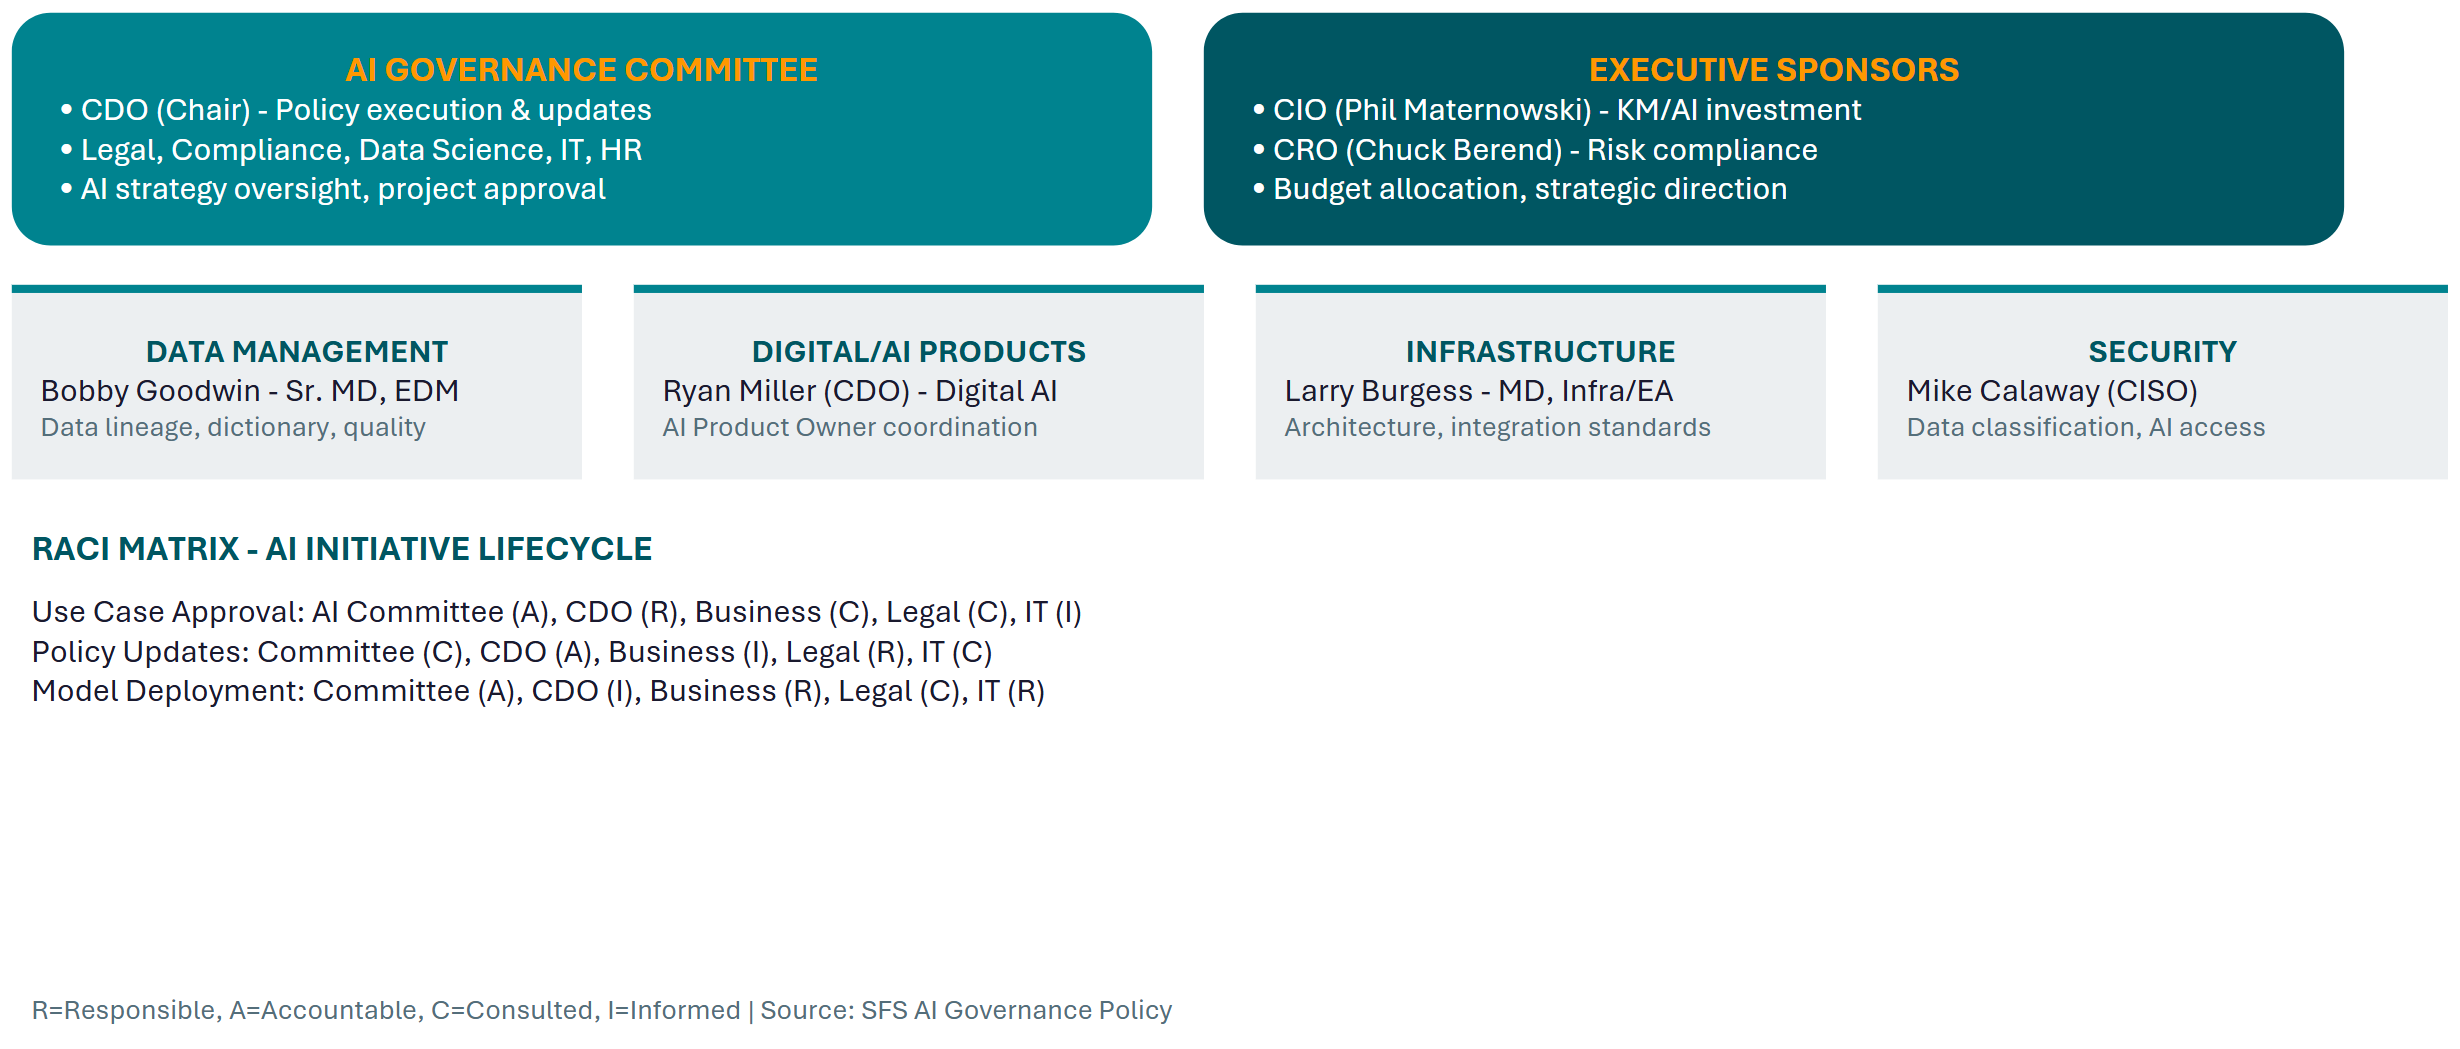 AI GOVERNANCE COMMITTEE
• CDO (Chair) - Policy execution & updates
• Legal, Compliance, Data Science, IT, HR
• AI strategy oversight, project approval
EXECUTIVE SPONSORS
• CIO (Phil Maternowski) - KM/AI investment
• CRO (Chuck Berend) - Risk compliance
• Budget allocation, strategic direction
DATA MANAGEMENT
Bobby Goodwin - Sr. MD, EDM
Data lineage, dictionary, quality
DIGITAL/AI PRODUCTS
Ryan Miller (CDO) - Digital AI
AI Product Owner coordination
INFRASTRUCTURE
Larry Burgess - MD, Infra/EA
Architecture, integration standards
SECURITY
Mike Calaway (CISO)
Data classification, AI access
RACI MATRIX - AI INITIATIVE LIFECYCLE
Use Case Approval: AI Committee (A), CDO (R), Business (C), Legal (C), IT (I)
Policy Updates: Committee (C), CDO (A), Business (I), Legal (R), IT (C)
Model Deployment: Committee (A), CDO (I), Business (R), Legal (C), IT (R)
R=Responsible, A=Accountable, C=Consulted, I=Informed | Source: SFS AI Governance Policy